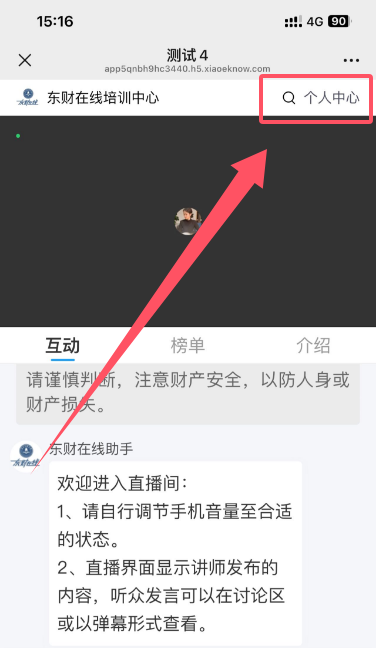 15:16
4G 90
测试４
app5qnbh9hc3440.h5.xiaoeknow.com
东财在线培训中心
个人中心
互动 榜单 介绍
请谨慎判断，注意财产安全，以防人身或
财产损失。
东财在线助手
欢迎进入直播间：
1、请自行调节手机音量至合适
的状态。
2、直播界面显示讲师发布的
内容，听众发言可以在讨论区
或以弹幕形式查看。